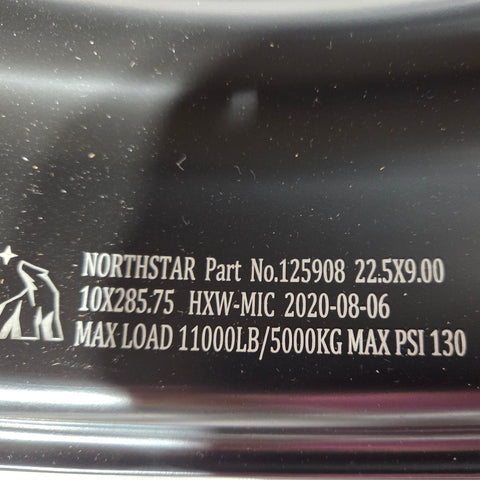 NORTHSTAR Part No.125908 22.5X9.00
10X285.75 HXW-MIC 2020-08-06
MAX LOAD 11000LB/5000KG MAX PSI 130